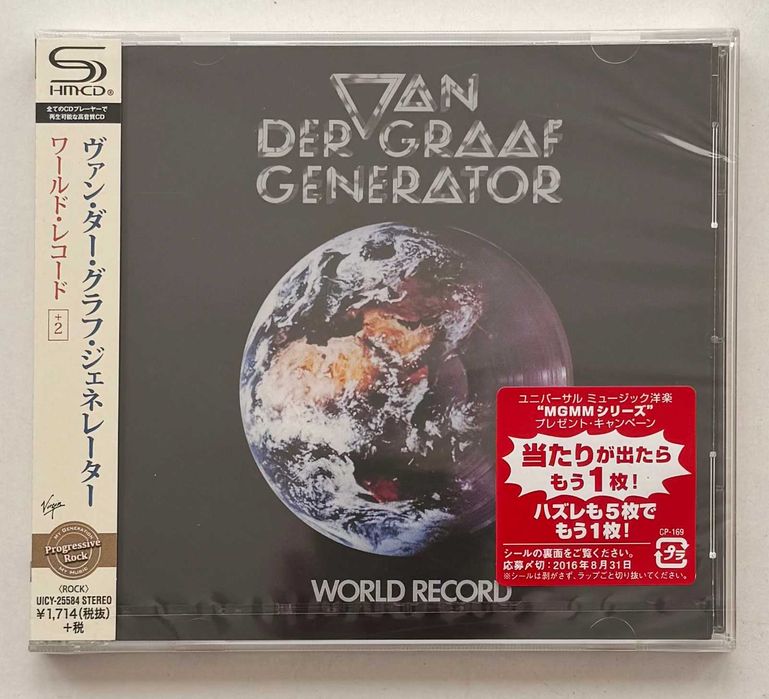 SHM-CD®
全てのCDプレーヤーで
再生可能な高音質CD
ヴァン・ダー・グラフ・ジェネレーター
ワールド・レコード
+2
Virgin
MY GENERATION
Progressive
Rock
MY MUSIC
〈ROCK〉
UICY-25584 STEREO
¥1,714(税抜)
+税
VAN
DER GRAAF
GENERATOR
WORLD RECORD
ユニバーサル ミュージック洋楽
“MGMMシリーズ”
プレゼント・キャンペーン
当たりが出たら
もう1枚!
ハズレも5枚で
もう1枚!
CP-169
プラ
シールの裏面をご覧ください。
応募〆切:2016年8月31日
※シールは剥がさず、ラップごと切り抜いてください。